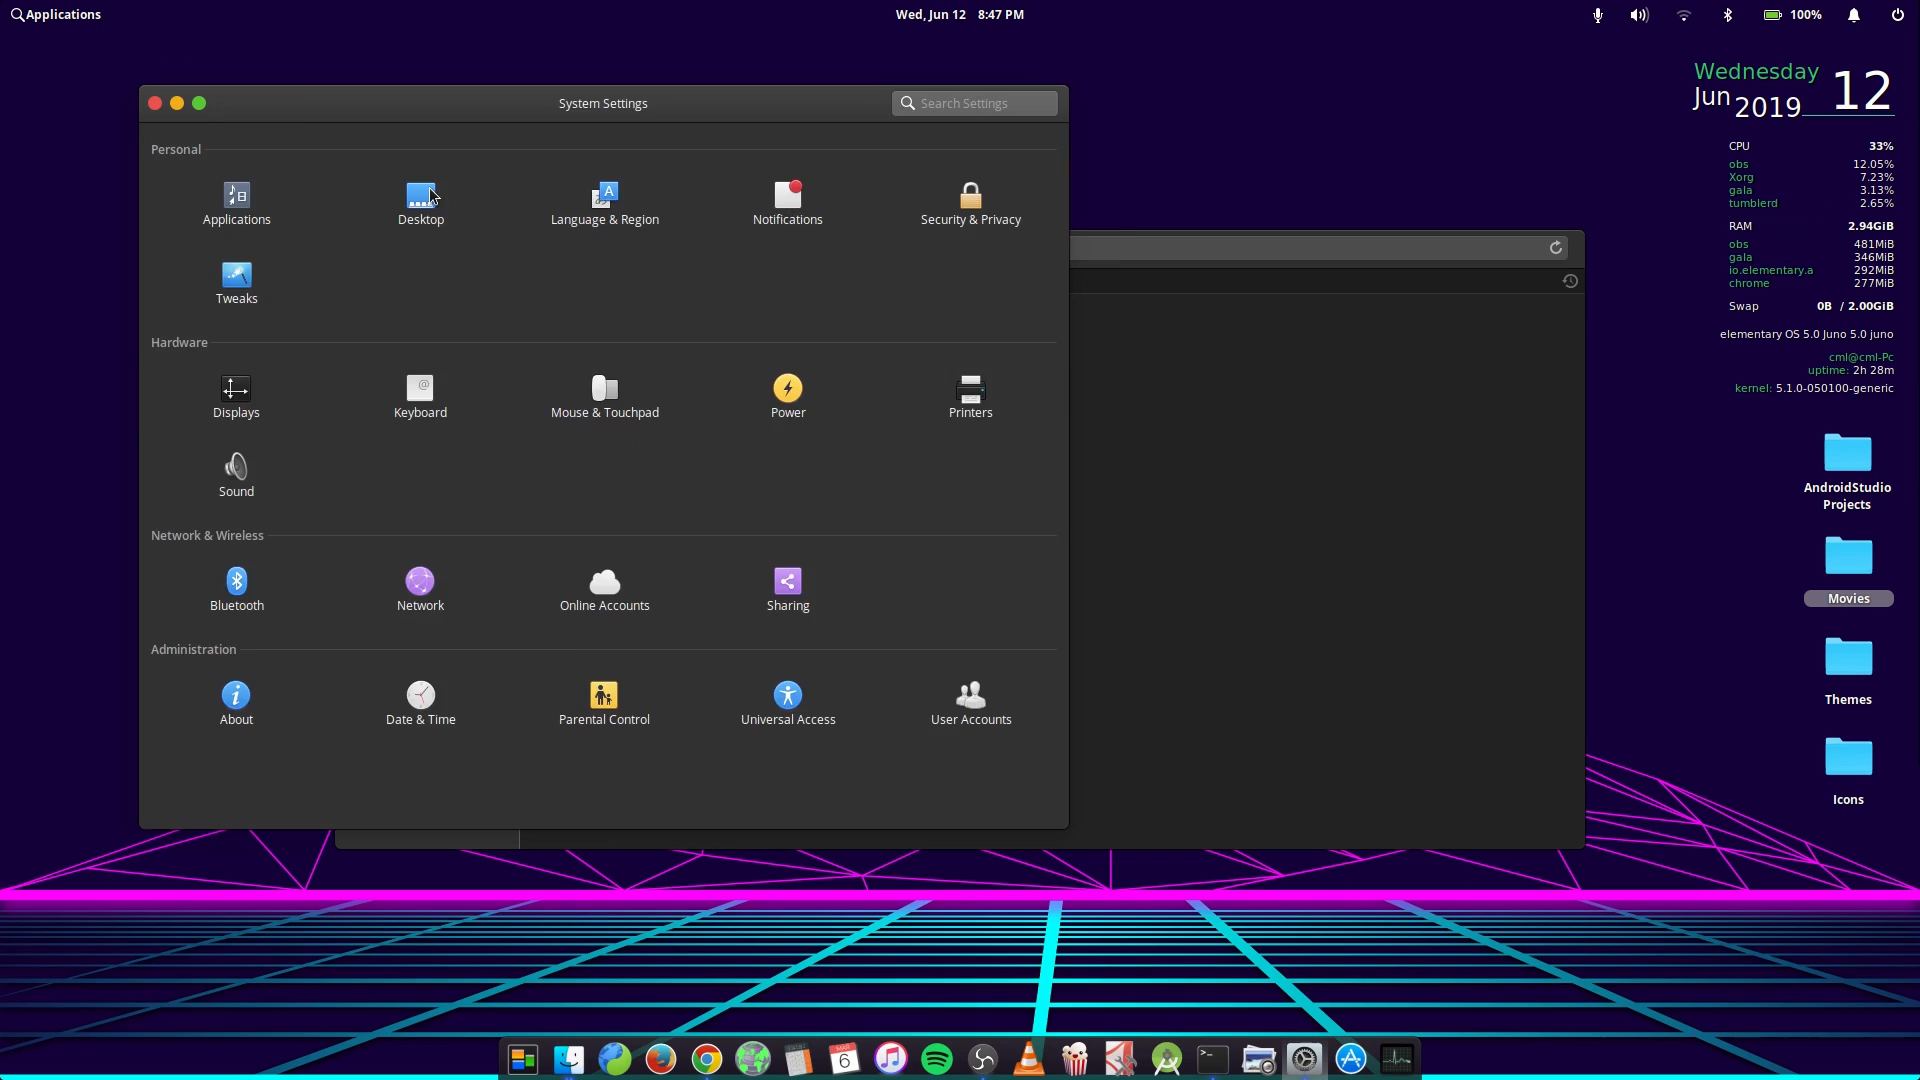 Applications
Wed, Jun 12 8:47 PM
100%
System Settings
Search Settings
Personal
Applications
Desktop
Language & Region
Notifications
Security & Privacy
Tweaks
Hardware
Displays
Keyboard
Mouse & Touchpad
Power
Printers
Sound
Network & Wireless
Bluetooth
Network
Online Accounts
Sharing
Administration
About
Date & Time
Parental Control
Universal Access
User Accounts
Wednesday
Jun 2019 12
CPU 33%
obs 12.05%
Xorg 7.23%
gala 3.13%
tumblerd 2.65%
RAM 2.94GiB
obs 481MiB
gala 346MiB
io.elementary.a 292MiB
chrome 277MiB
Swap 0B / 2.00GiB
elementary OS 5.0 Juno 5.0 juno
cml@cml-Pc
uptime: 2h 28m
kernel: 5.1.0-050100-generic
AndroidStudio
Projects
Movies
Themes
Icons
6